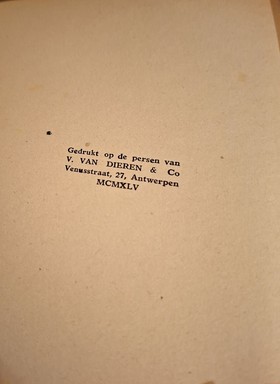 Gedrukt op de persen van
V. VAN DIEREN & Co
Venusstraat, 27, Antwerpen
MCMXLV